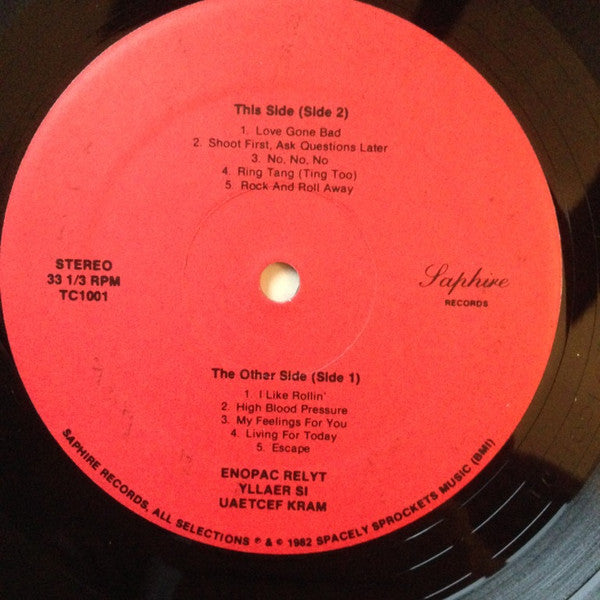 This Side (Side 2)
1. Love Gone Bad
2. Shoot First, Ask Questions Later
3. No, No, No
4. Ring Tang (Ting Too)
5. Rock And Roll Away
STEREO
33 1/3 RPM
TC1001
Saphire
RECORDS
The Other Side (Side 1)
1. I Like Rollin'
2. High Blood Pressure
3. My Feelings For You
4. Living For Today
5. Escape
ENOPAC RELYT
YLLAER SI
UAETCEF KRAM
SAPHIRE RECORDS, ALL SELECTIONS ℗ & © 1982 SPACELY SPROCKETS MUSIC (BMI)